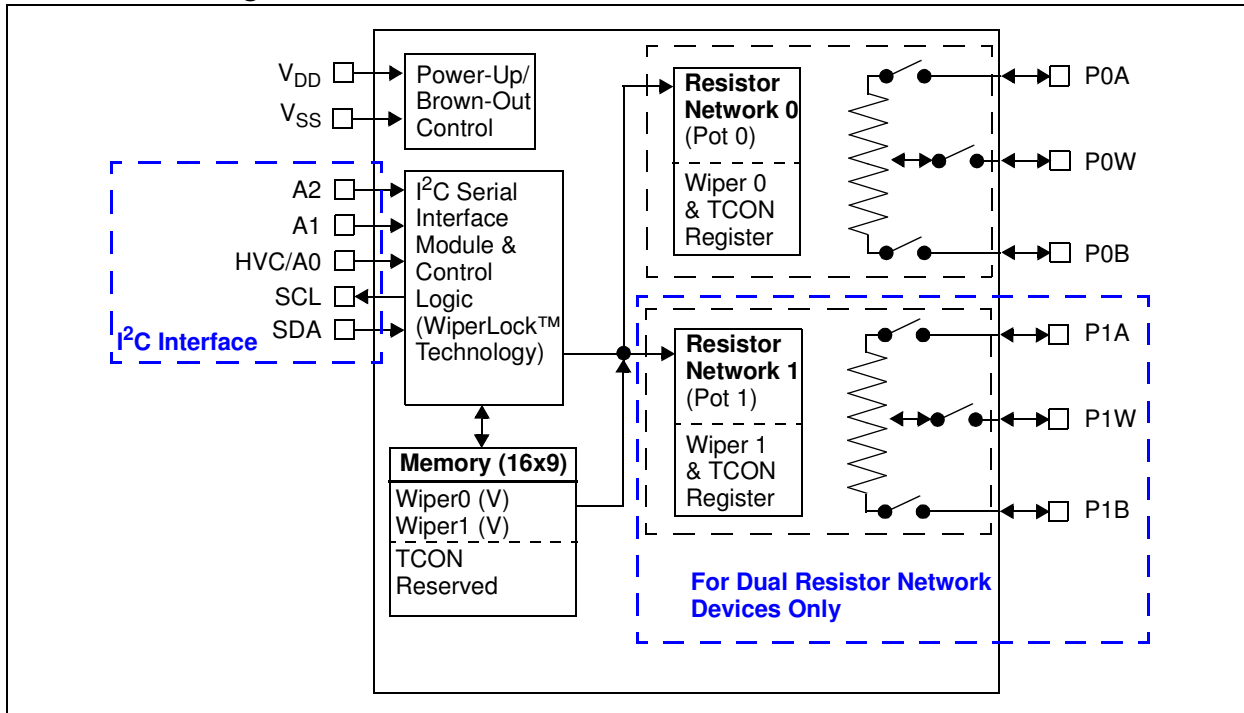 V_DD
V_SS
Power-Up/
Brown-Out
Control
A2
A1
HVC/A0
SCL
SDA
I²C Interface
I²C Serial
Interface
Module &
Control
Logic
(WiperLock™
Technology)
Memory (16x9)
Wiper0 (V)
Wiper1 (V)
TCON
Reserved
Resistor
Network 0
(Pot 0)
Wiper 0
& TCON
Register
P0A
P0W
P0B
Resistor
Network 1
(Pot 1)
Wiper 1
& TCON
Register
P1A
P1W
P1B
For Dual Resistor Network
Devices Only